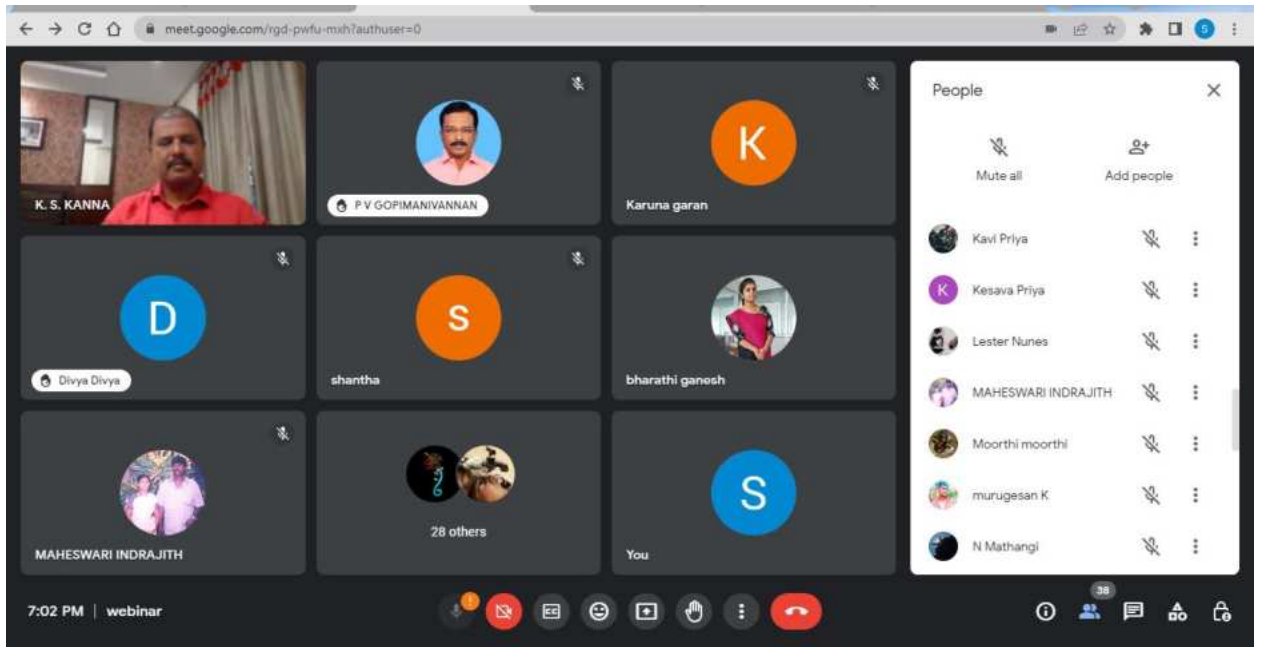 meet.google.com/rgd-pwfu-mxh?authuser=0
S
K. S. KANNA
P V GOPIMANIVANNAN
K
Karuna garan
D
Divya Divya
S
shantha
bharathi ganesh
MAHESWARI INDRAJITH
28 others
S
You
People
Mute all
Add people
Kavi Priya
K
Kesava Priya
Lester Nunes
MAHESWARI INDRAJITH
Moorthi moorthi
murugesan K
N Mathangi
7:02 PM | webinar
!
CC
36